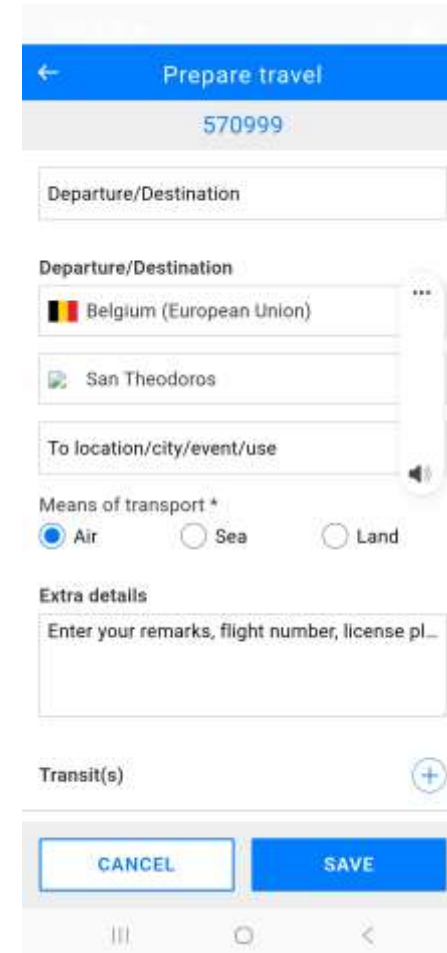 Prepare travel
570999
Departure/Destination
Departure/Destination
Belgium (European Union)
San Theodoros
To location/city/event/use
Means of transport *
Air Sea Land
Extra details
Enter your remarks, flight number, license pl...
Transit(s)
CANCEL SAVE